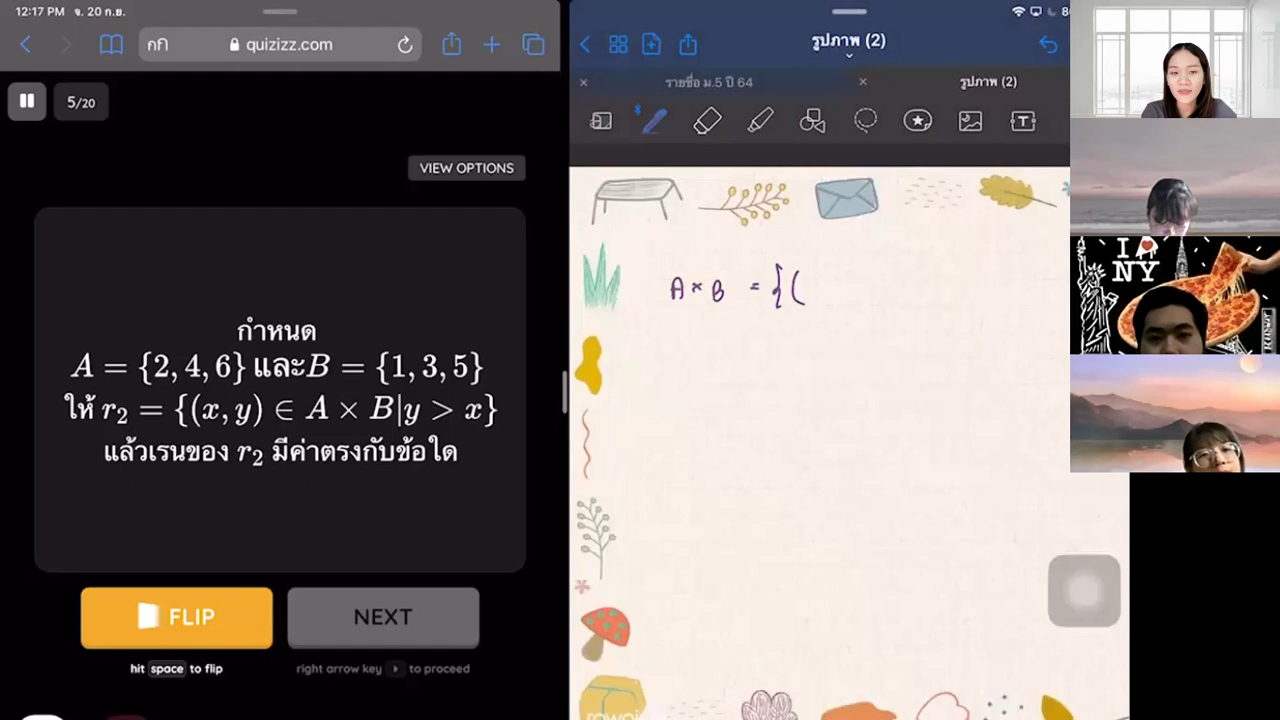 12:17 PM จ. 20 ก.ย.
กก quizizz.com
5/20
VIEW OPTIONS
กำหนด
A = {2, 4, 6} และB = {1, 3, 5}
ให้ r₂ = {(x, y) ∈ A × B|y > x}
แล้วเรนของ r₂ มีค่าตรงกับข้อใด
FLIP
NEXT
hit space to flip
right arrow key to proceed
รูปภาพ (2)
รายชื่อ ม.5 ปี 64
รูปภาพ (2)
A × B = {(
I NY